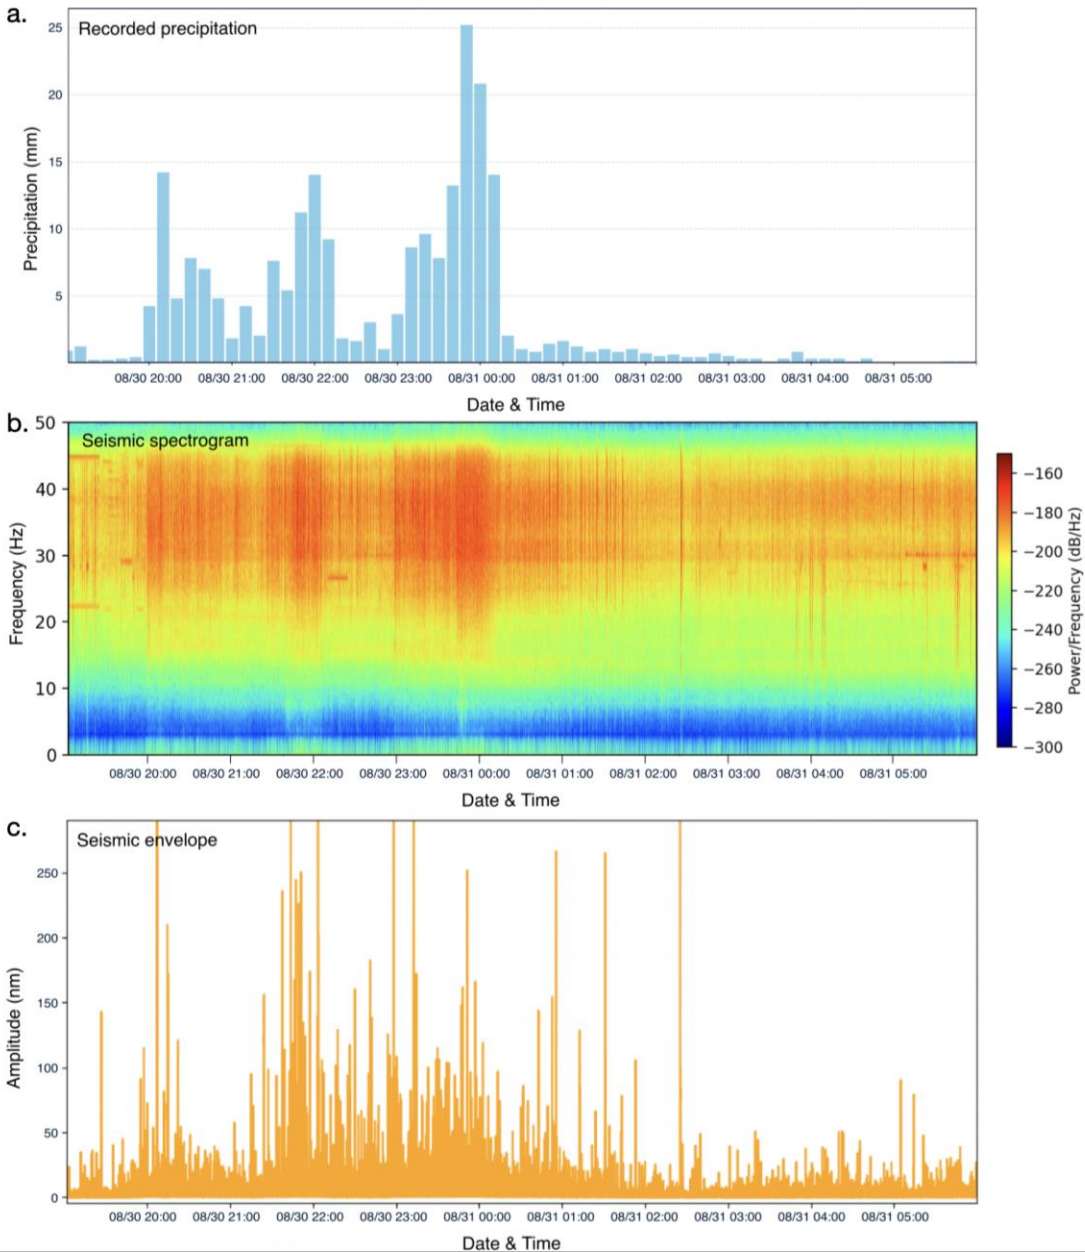 a.
Recorded precipitation
25
20
15
10
5
Precipitation (mm)
08/30 20:00 08/30 21:00 08/30 22:00 08/30 23:00 08/31 00:00 08/31 01:00 08/31 02:00 08/31 03:00 08/31 04:00 08/31 05:00
Date & Time
b.
Seismic spectrogram
50
40
30
20
10
0
Frequency (Hz)
08/30 20:00 08/30 21:00 08/30 22:00 08/30 23:00 08/31 00:00 08/31 01:00 08/31 02:00 08/31 03:00 08/31 04:00 08/31 05:00
Date & Time
−160
−180
−200
−220
−240
−260
−280
−300
Power/Frequency (dB/Hz)
c.
Seismic envelope
250
200
150
100
50
0
Amplitude (nm)
08/30 20:00 08/30 21:00 08/30 22:00 08/30 23:00 08/31 00:00 08/31 01:00 08/31 02:00 08/31 03:00 08/31 04:00 08/31 05:00
Date & Time